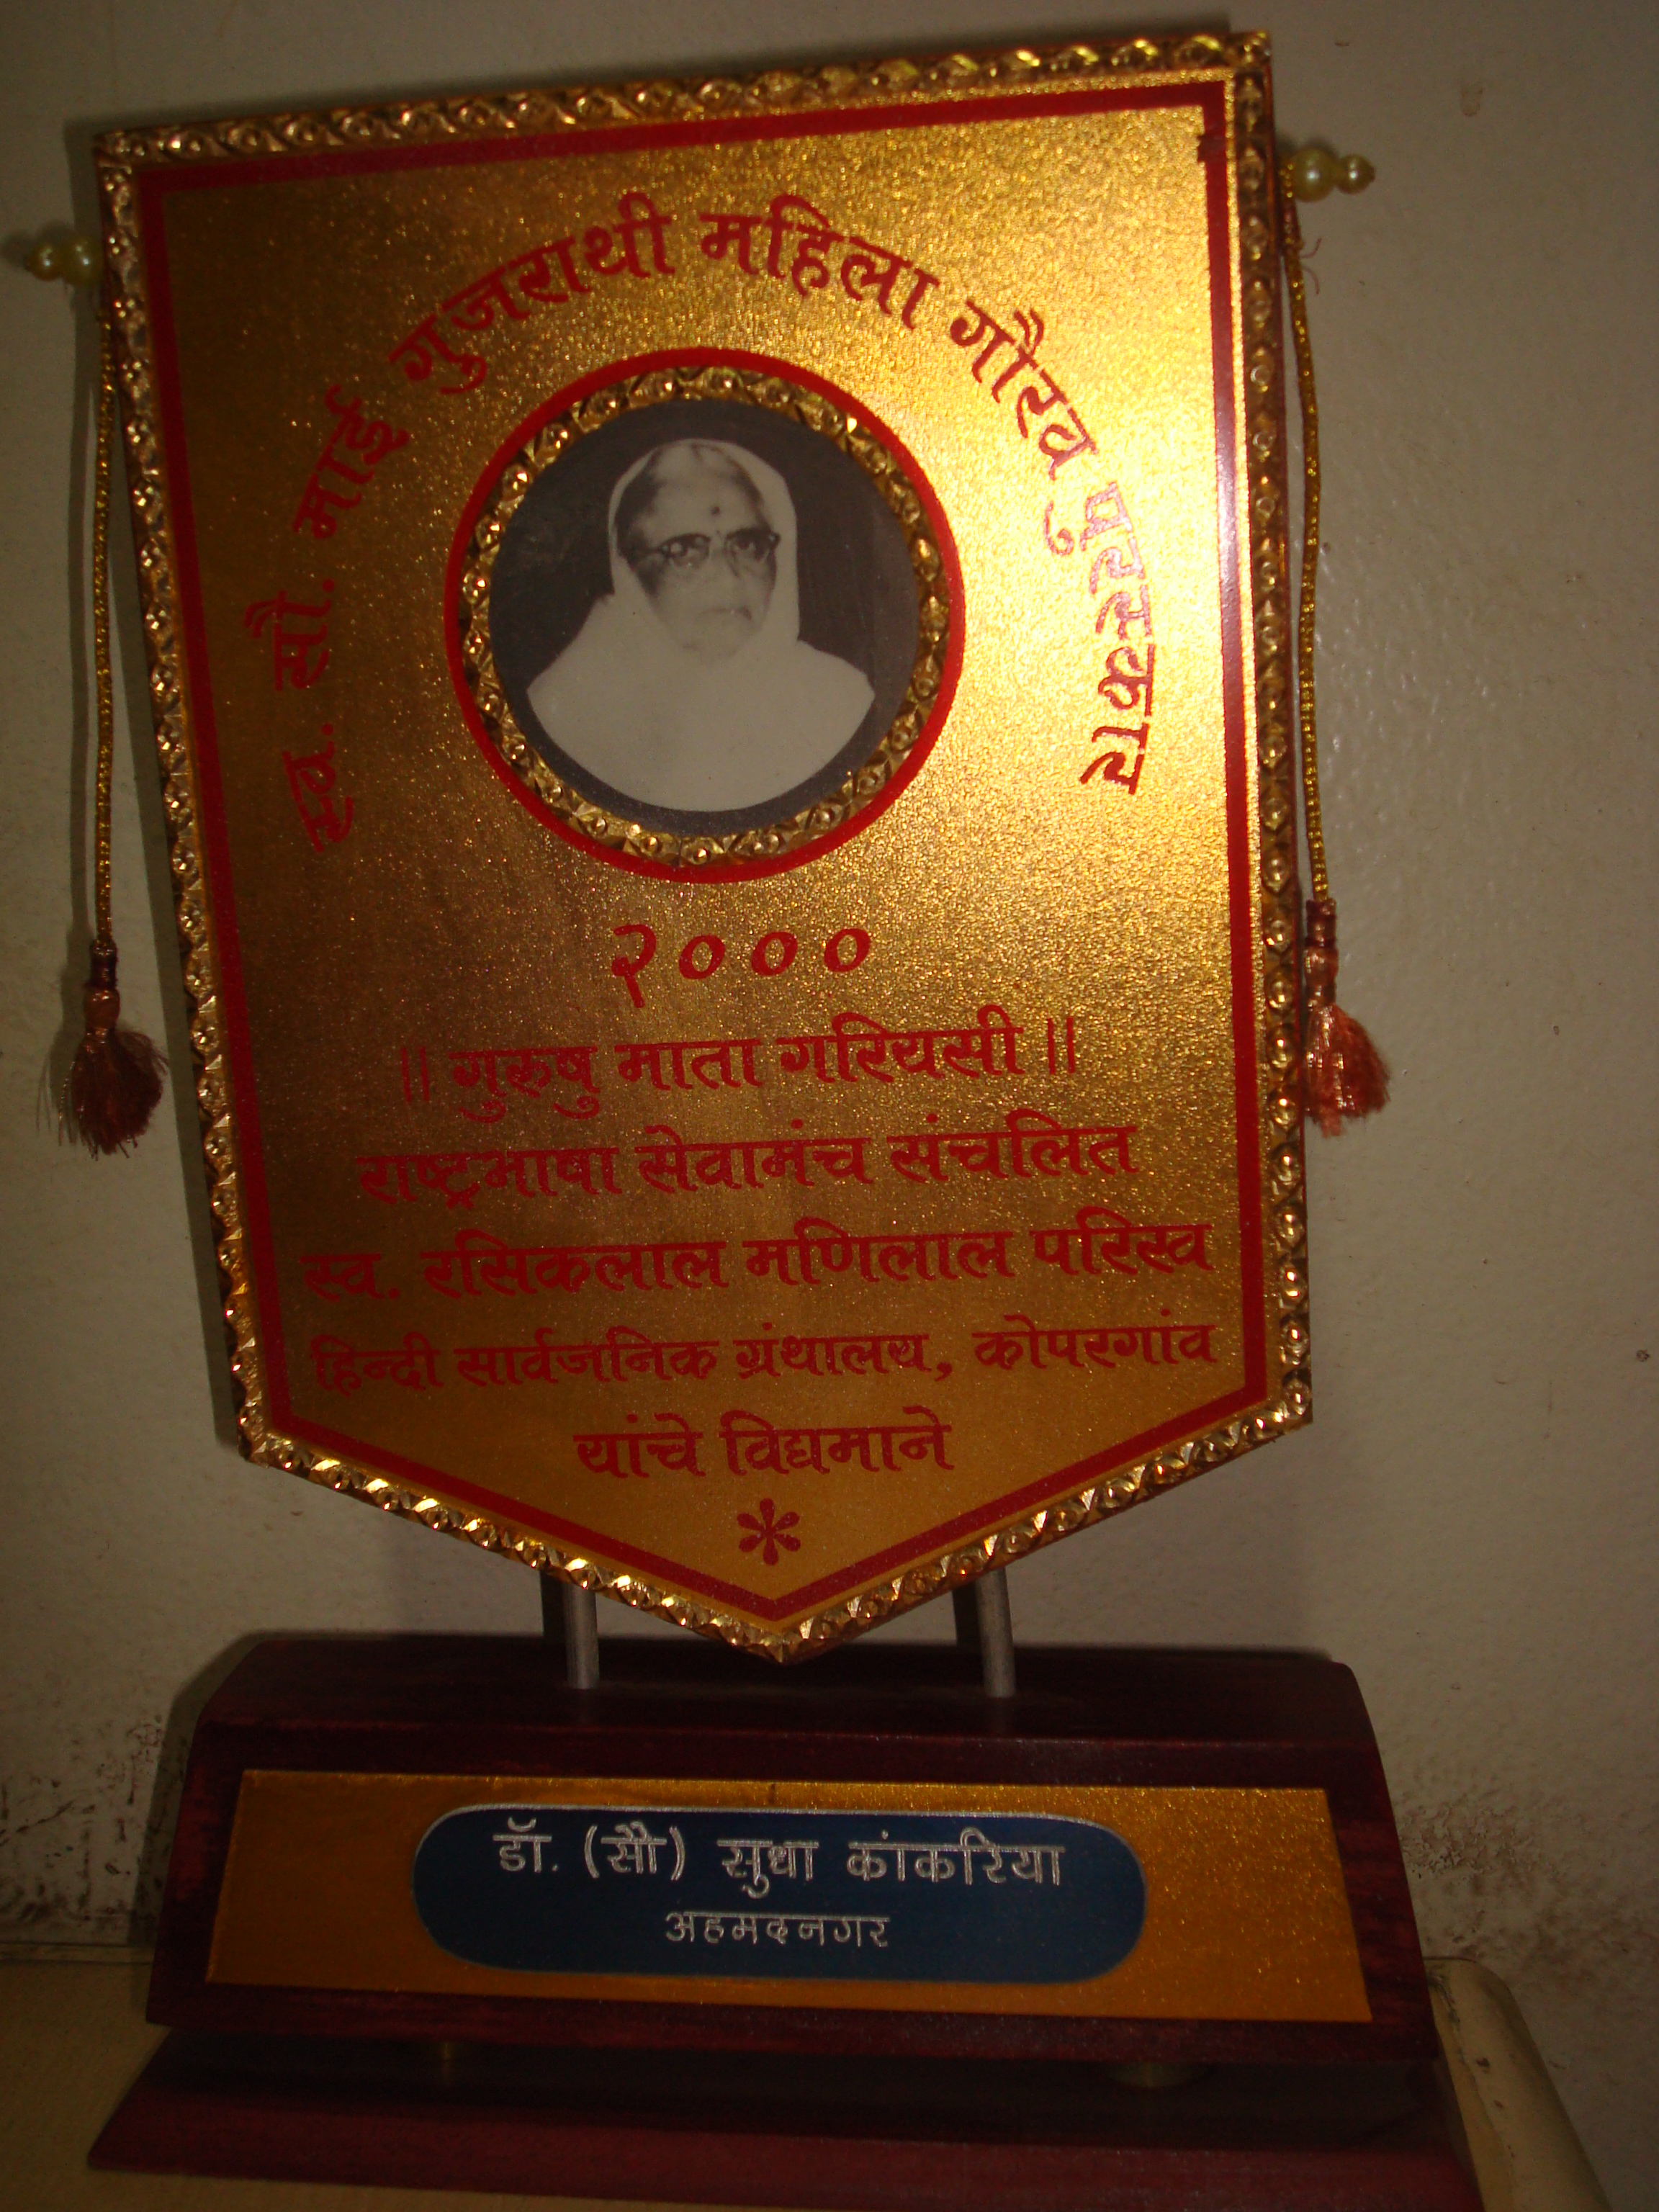 स्व. सौ. माई गुजराथी महिला गौरव पुरस्कार
२०००
॥ गुरुषु माता गरियसी ॥
राष्ट्रभाषा सेवामंच संचलित
स्व. रसिकलाल मणिलाल परिख
हिन्दी सार्वजनिक ग्रंथालय, कोपरगांव
यांचे विद्यमाने
डॉ. (सौ) सुधा कांकरिया
अहमदनगर